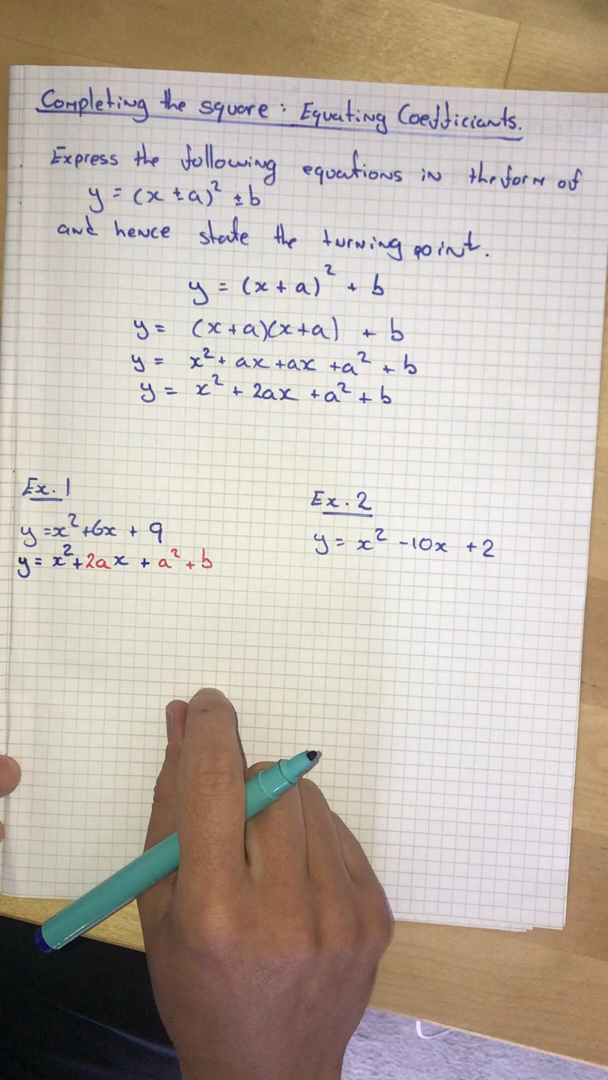 Completing the square : Equating Coefficiants.
Express the following equations in the form of
y = (x ± a)² ± b
and hence state the turning point.
y = (x + a)² + b
y = (x+a)(x+a) + b
y = x² + ax + ax + a² + b
y = x² + 2ax + a² + b
Ex. 1
y = x² + 6x + 9
y = x² + 2ax + a² + b
Ex. 2
y = x² - 10x + 2